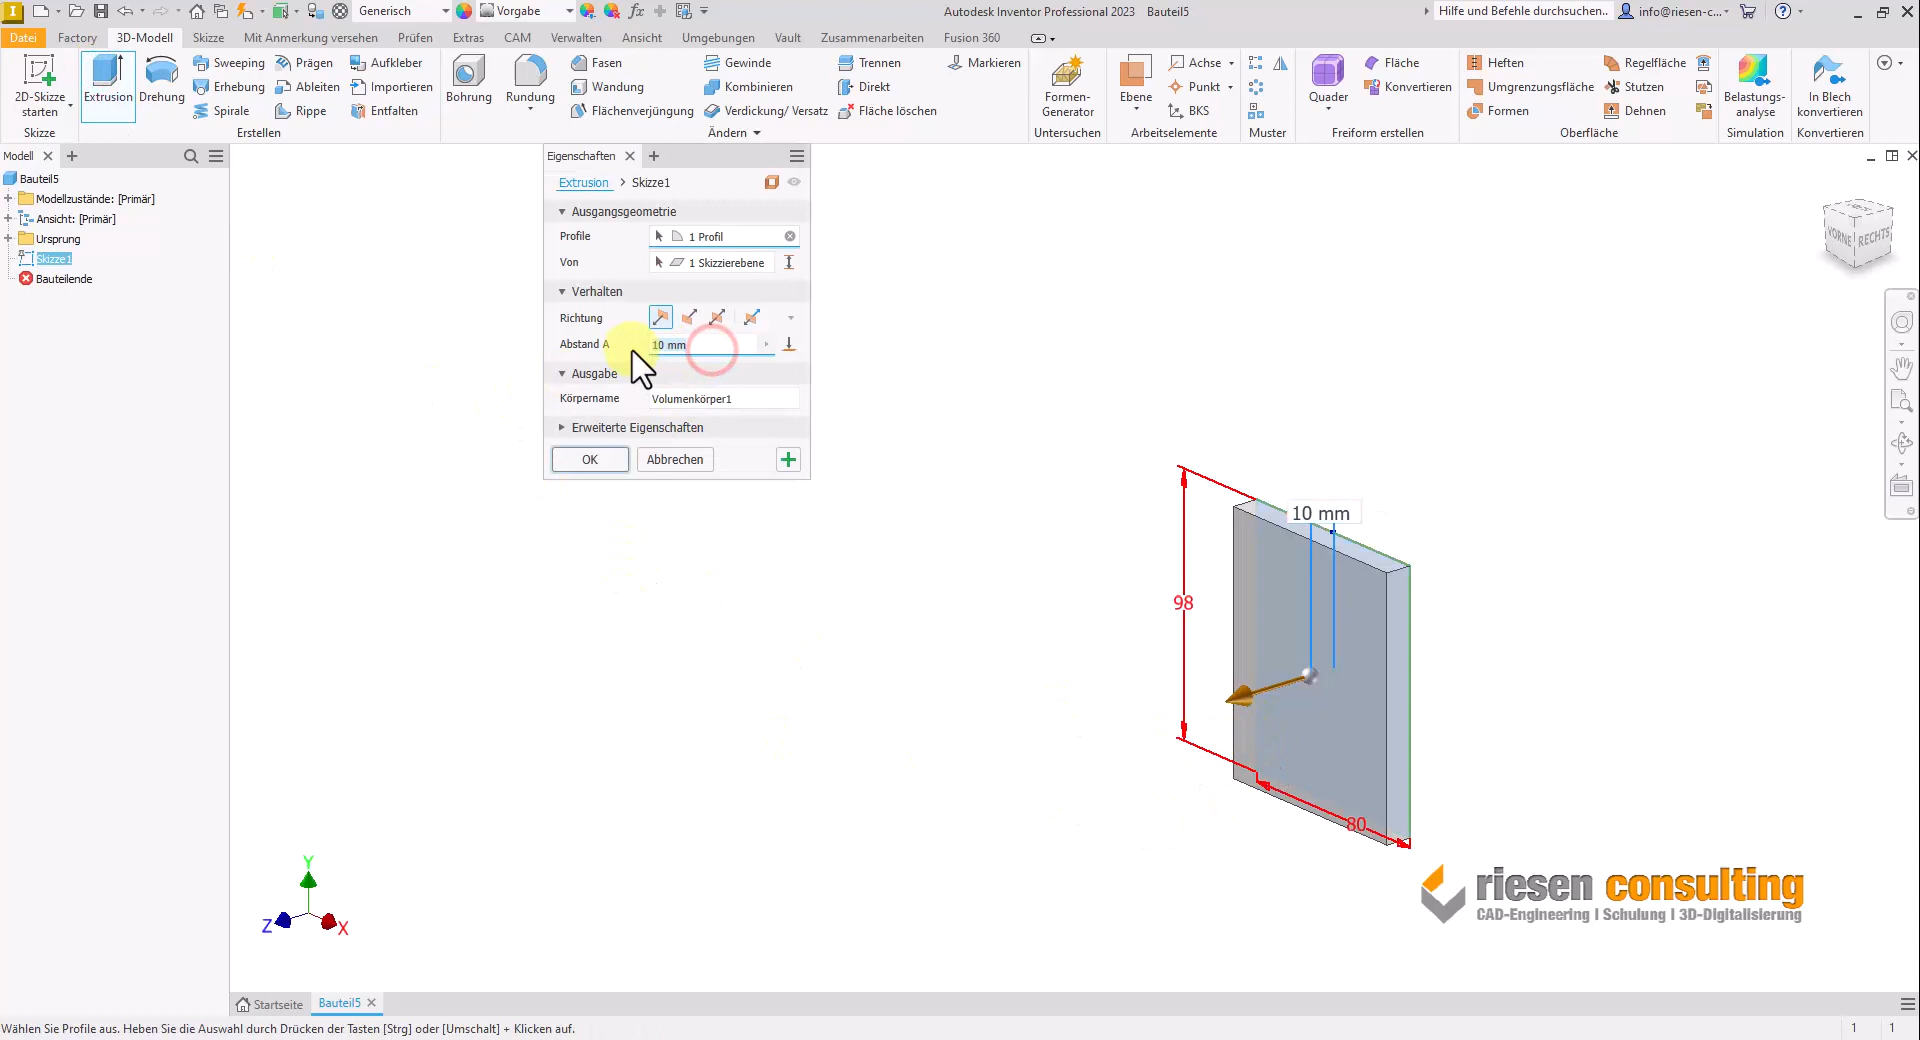 Generisch
Vorgabe
Autodesk Inventor Professional 2023   Bauteil5
Hilfe und Befehle durchsuchen..
info@riesen-c...
Datei
Factory
3D-Modell
Skizze
Mit Anmerkung versehen
Prüfen
Extras
CAM
Verwalten
Ansicht
Umgebungen
Vault
Zusammenarbeiten
Fusion 360
2D-Skizze starten
Skizze
Extrusion
Drehung
Sweeping
Erhebung
Spirale
Prägen
Ableiten
Rippe
Aufkleber
Importieren
Entfalten
Erstellen
Bohrung
Rundung
Fasen
Wandung
Flächenverjüngung
Gewinde
Kombinieren
Verdickung/ Versatz
Trennen
Direkt
Fläche löschen
Markieren
Ändern
Formen-Generator
Untersuchen
Ebene
Achse
Punkt
BKS
Arbeitselemente
Muster
Quader
Fläche
Konvertieren
Freiform erstellen
Heften
Umgrenzungsfläche
Formen
Regelfläche
Stutzen
Dehnen
Oberfläche
Belastungs-analyse
Simulation
In Blech konvertieren
Konvertieren
Modell
Bauteil5
Modellzustände: [Primär]
Ansicht: [Primär]
Ursprung
Skizze1
Bauteilende
Eigenschaften
Extrusion > Skizze1
Ausgangsgeometrie
Profile
1 Profil
Von
1 Skizzierebene
Verhalten
Richtung
Abstand A
10 mm
Ausgabe
Körpername
Volumenkörper1
Erweiterte Eigenschaften
OK
Abbrechen
VORNE
RECHTS
10 mm
98
80
Y
Z
X
riesen consulting
CAD-Engineering | Schulung | 3D-Digitalisierung
Startseite
Bauteil5
Wählen Sie Profile aus. Heben Sie die Auswahl durch Drücken der Tasten [Strg] oder [Umschalt] + Klicken auf.
1
1